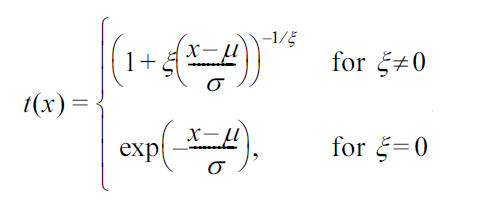 t(x) = { (1 + ξ((x−μ)/σ))^(−1/ξ) for ξ≠0
exp(−(x−μ)/σ), for ξ=0